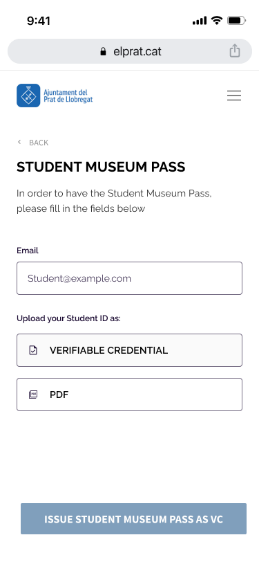 9:41
elprat.cat
Ajuntament del
Prat de Llobregat
BACK
STUDENT MUSEUM PASS
In order to have the Student Museum Pass,
please fill in the fields below
Email
Student@example.com
Upload your Student ID as:
VERIFIABLE CREDENTIAL
PDF
ISSUE STUDENT MUSEUM PASS AS VC